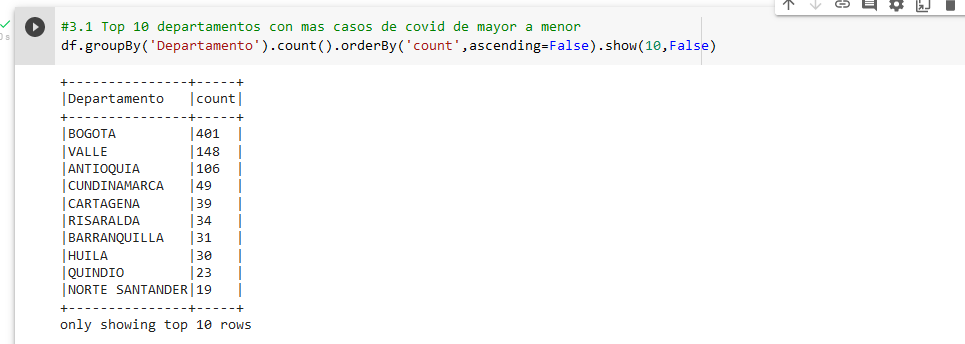 #3.1 Top 10 departamentos con mas casos de covid de mayor a menor
df.groupBy('Departamento').count().orderBy('count',ascending=False).show(10,False)
+---------------+-----+
|Departamento   |count|
+---------------+-----+
|BOGOTA         |401  |
|VALLE          |148  |
|ANTIOQUIA      |106  |
|CUNDINAMARCA   |49   |
|CARTAGENA      |39   |
|RISARALDA      |34   |
|BARRANQUILLA   |31   |
|HUILA          |30   |
|QUINDIO        |23   |
|NORTE SANTANDER|19   |
+---------------+-----+
only showing top 10 rows